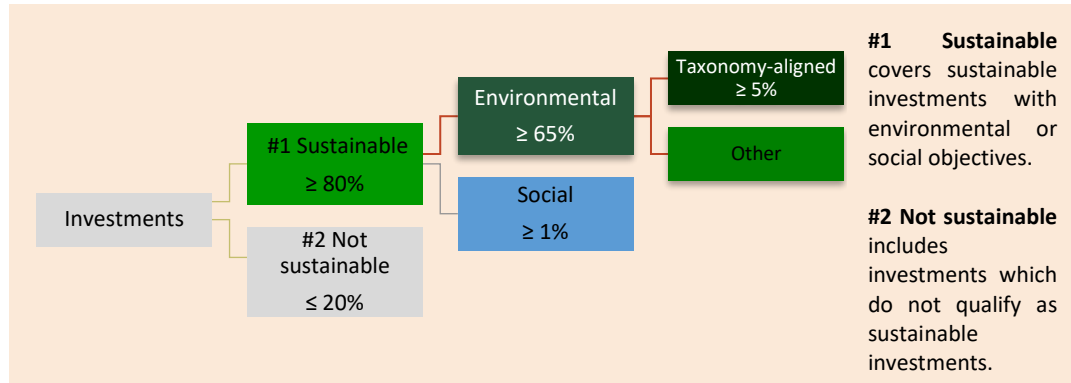 Investments
#1 Sustainable
≥ 80%
#2 Not
sustainable
≤ 20%
Environmental
≥ 65%
Social
≥ 1%
Taxonomy-aligned
≥ 5%
Other
#1 Sustainable
covers sustainable
investments with
environmental or
social objectives.
#2 Not sustainable
includes
investments which
do not qualify as
sustainable
investments.